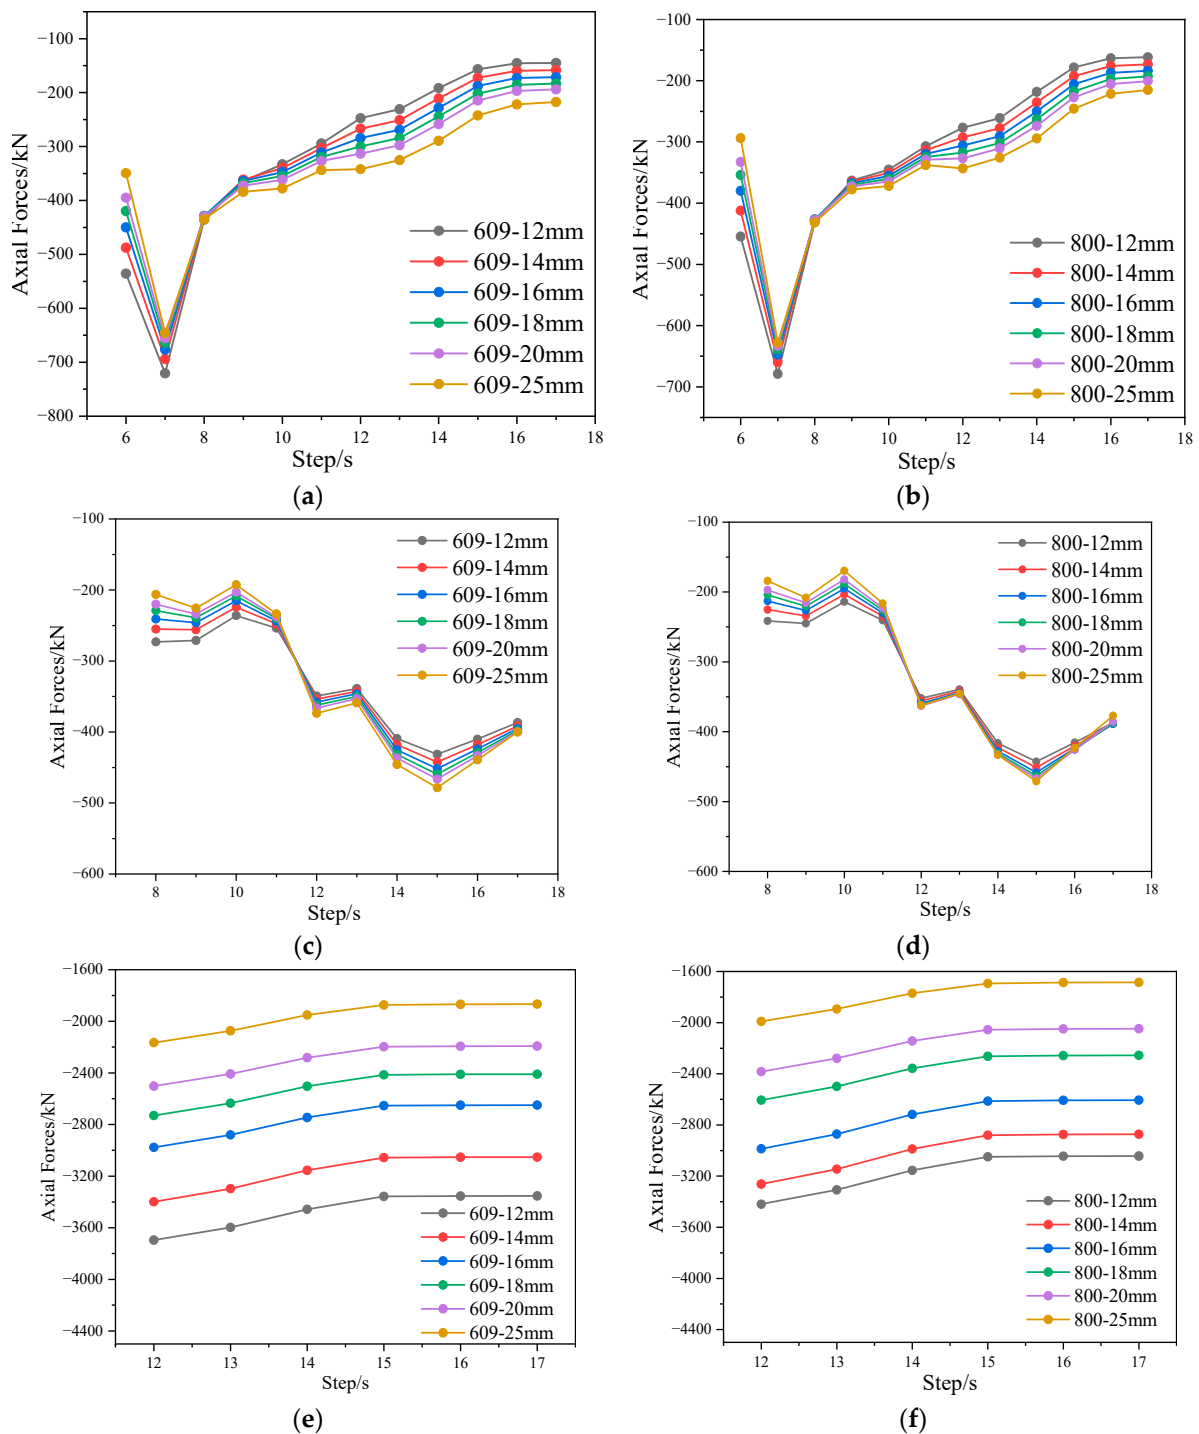 −100
−200
−300
−400
−500
−600
−700
−800
Axial Forces/kN
6
8
10
12
14
16
18
Step/s
609-12mm
609-14mm
609-16mm
609-18mm
609-20mm
609-25mm
(a)
−100
−200
−300
−400
−500
−600
−700
Axial Forces/kN
6
8
10
12
14
16
18
Step/s
800-12mm
800-14mm
800-16mm
800-18mm
800-20mm
800-25mm
(b)
−100
−200
−300
−400
−500
−600
Axial Forces/kN
8
10
12
14
16
18
Step/s
609-12mm
609-14mm
609-16mm
609-18mm
609-20mm
609-25mm
(c)
−100
−200
−300
−400
−500
−600
Axial Forces/kN
8
10
12
14
16
18
Step/s
800-12mm
800-14mm
800-16mm
800-18mm
800-20mm
800-25mm
(d)
−1600
−2000
−2400
−2800
−3200
−3600
−4000
−4400
Axial Forces/kN
12
13
14
15
16
17
Step/s
609-12mm
609-14mm
609-16mm
609-18mm
609-20mm
609-25mm
(e)
−1600
−2000
−2400
−2800
−3200
−3600
−4000
−4400
Axial Forces/kN
12
13
14
15
16
17
Step/s
800-12mm
800-14mm
800-16mm
800-18mm
800-20mm
800-25mm
(f)